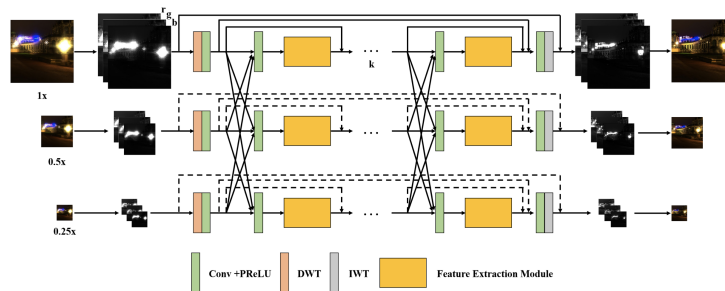 r
g
b
k
1x
0.5x
0.25x
Conv +PReLU
DWT
IWT
Feature Extraction Module